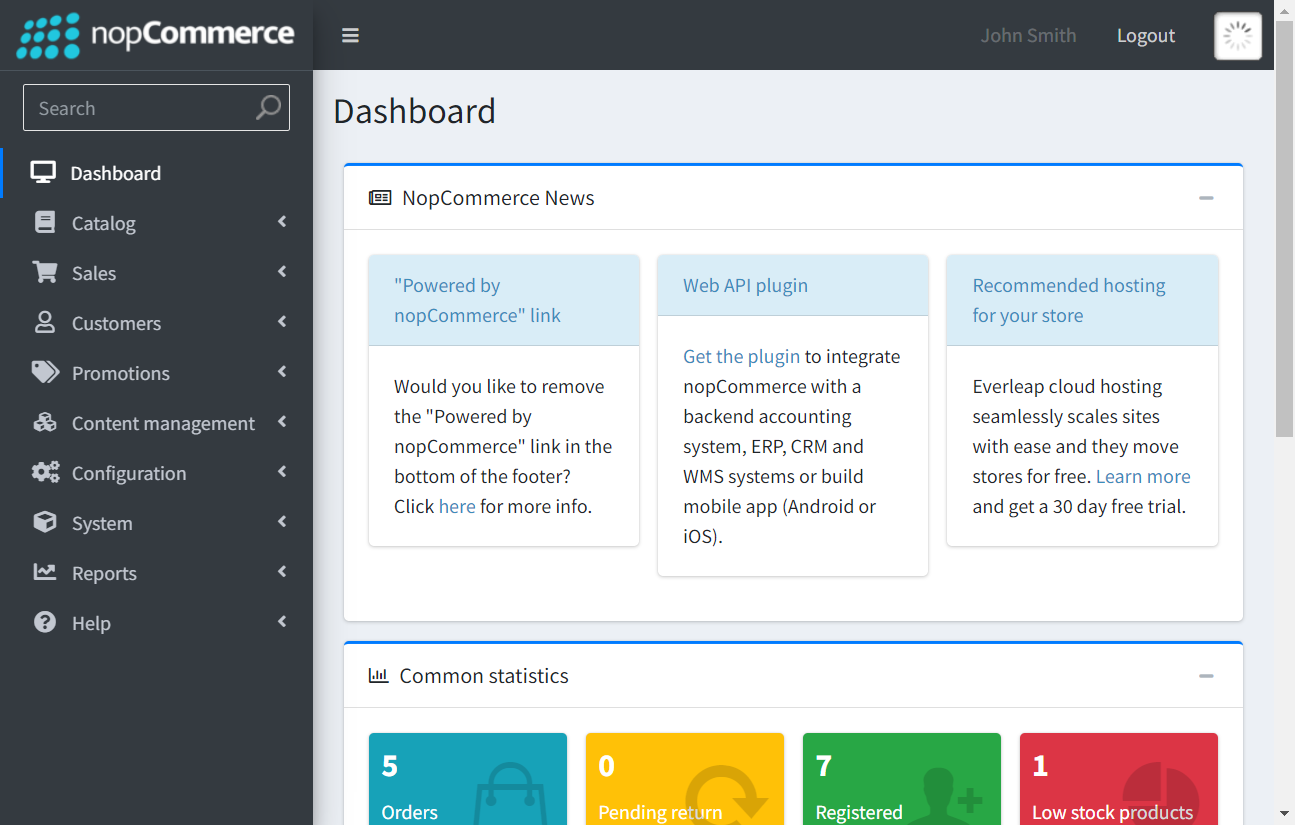 nopCommerce
John Smith
Logout
Search
Dashboard
Catalog
Sales
Customers
Promotions
Content management
Configuration
System
Reports
Help
Dashboard
NopCommerce News
"Powered by
nopCommerce" link
Would you like to remove
the "Powered by
nopCommerce" link in the
bottom of the footer?
Click here for more info.
Web API plugin
Get the plugin to integrate
nopCommerce with a
backend accounting
system, ERP, CRM and
WMS systems or build
mobile app (Android or
iOS).
Recommended hosting
for your store
Everleap cloud hosting
seamlessly scales sites
with ease and they move
stores for free. Learn more
and get a 30 day free trial.
Common statistics
5
Orders
0
Pending return
7
Registered
1
Low stock products